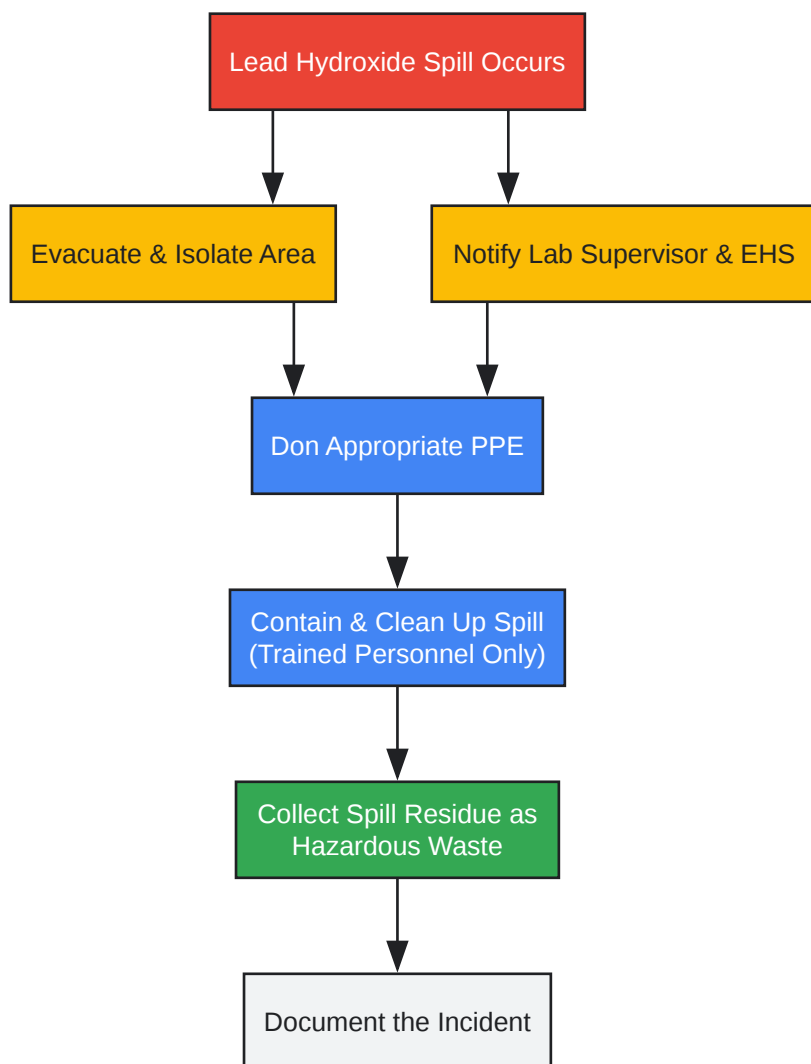 Lead Hydroxide Spill Occurs
Evacuate & Isolate Area
Notify Lab Supervisor & EHS
Don Appropriate PPE
Contain & Clean Up Spill
(Trained Personnel Only)
Collect Spill Residue as
Hazardous Waste
Document the Incident